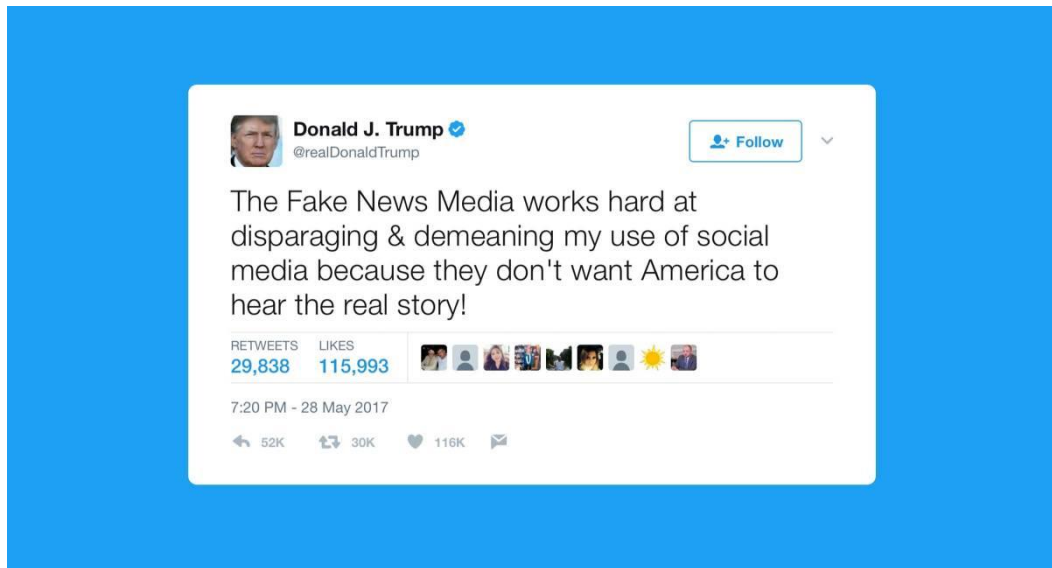 Donald J. Trump
@realDonaldTrump
Follow
The Fake News Media works hard at
disparaging & demeaning my use of social
media because they don't want America to
hear the real story!
RETWEETS LIKES
29,838 115,993
7:20 PM - 28 May 2017
52K 30K 116K